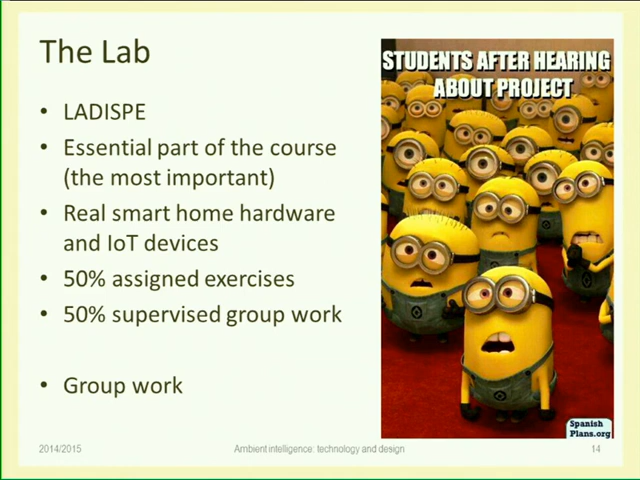 The Lab
• LADISPE
• Essential part of the course
(the most important)
• Real smart home hardware
and IoT devices
• 50% assigned exercises
• 50% supervised group work
• Group work
STUDENTS AFTER HEARING
ABOUT PROJECT
Spanish
Plans.org
2014/2015
Ambient intelligence: technology and design
14